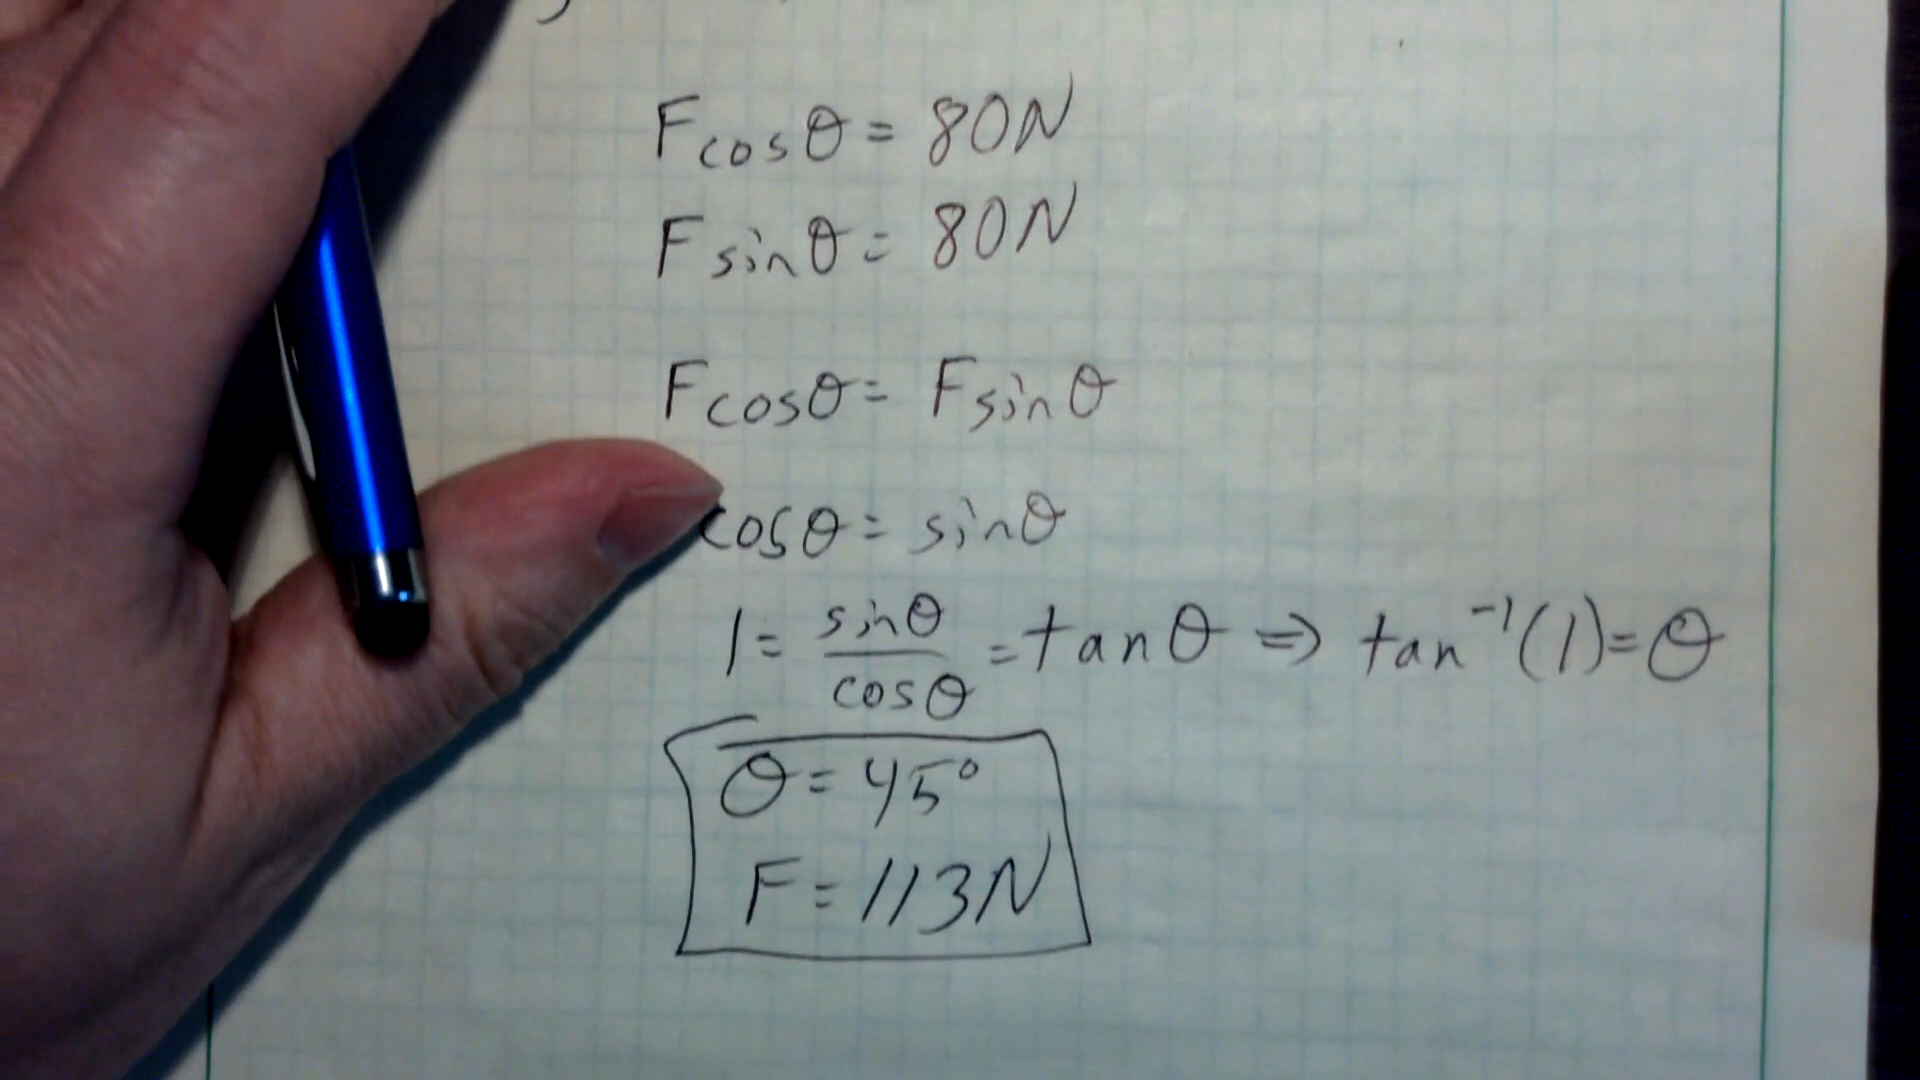 Fcosθ = 80N
Fsinθ = 80N
Fcosθ = Fsinθ
cosθ = sinθ
1 = sinθ/cosθ = tanθ ⇒ tan⁻¹(1) = θ
θ = 45°
F = 113N